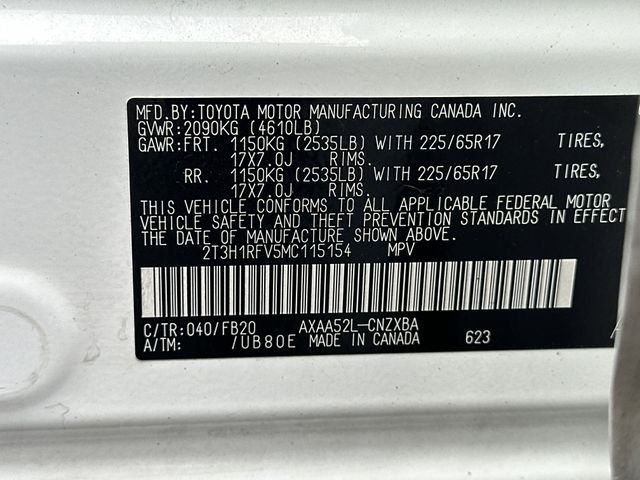 MFD.BY:TOYOTA MOTOR MANUFACTURING CANADA INC.
GVWR:2090KG (4610LB)
GAWR:FRT. 1150KG (2535LB) WITH 225/65R17 TIRES,
17X7.0J RIMS.
RR. 1150KG (2535LB) WITH 225/65R17 TIRES,
17X7.0J RIMS.
THIS VEHICLE CONFORMS TO ALL APPLICABLE FEDERAL MOTOR
VEHICLE SAFETY AND THEFT PREVENTION STANDARDS IN EFFECT
THE DATE OF MANUFACTURE SHOWN ABOVE.
2T3H1RFV5MC115154 MPV
C/TR:040/FB20 AXAA52L-CNZXBA
A/TM: /UB80E MADE IN CANADA 623